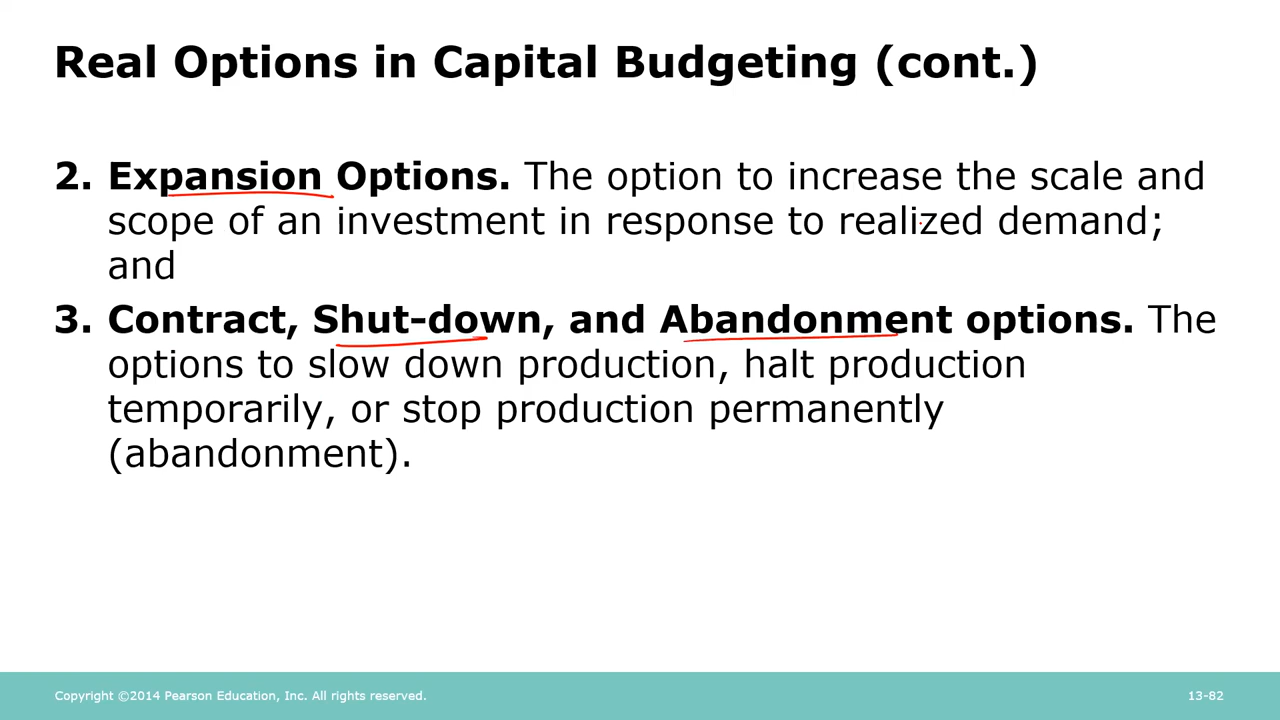 Real Options in Capital Budgeting (cont.)
2. Expansion Options. The option to increase the scale and
scope of an investment in response to realized demand;
and
3. Contract, Shut-down, and Abandonment options. The
options to slow down production, halt production
temporarily, or stop production permanently
(abandonment).
Copyright ©2014 Pearson Education, Inc. All rights reserved.
13-82